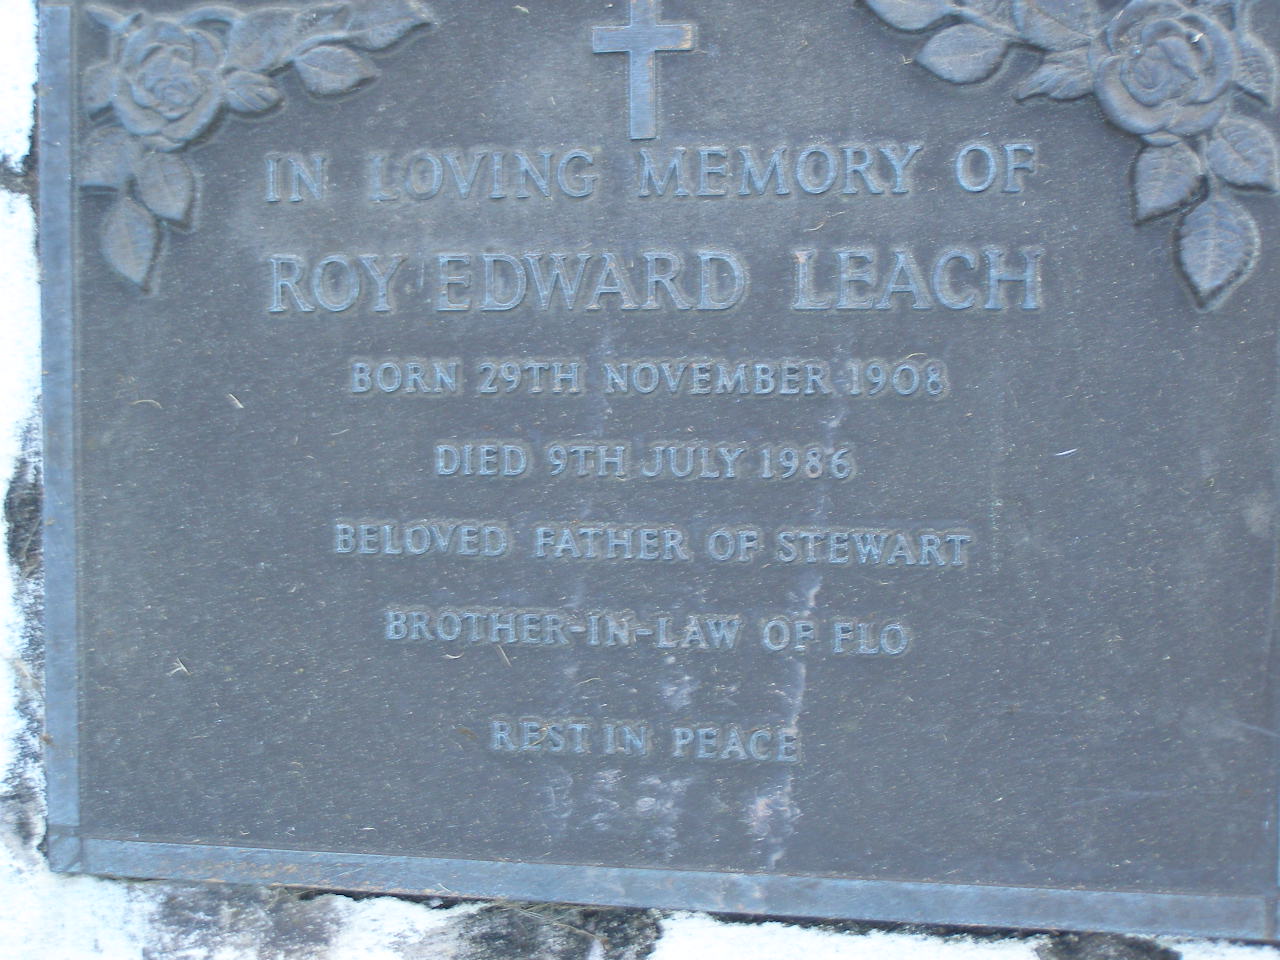 IN LOVING MEMORY OF
ROY EDWARD LEACH
BORN 29TH NOVEMBER 1908
DIED 9TH JULY 1986
BELOVED FATHER OF STEWART
BROTHER-IN-LAW OF FLO
REST IN PEACE